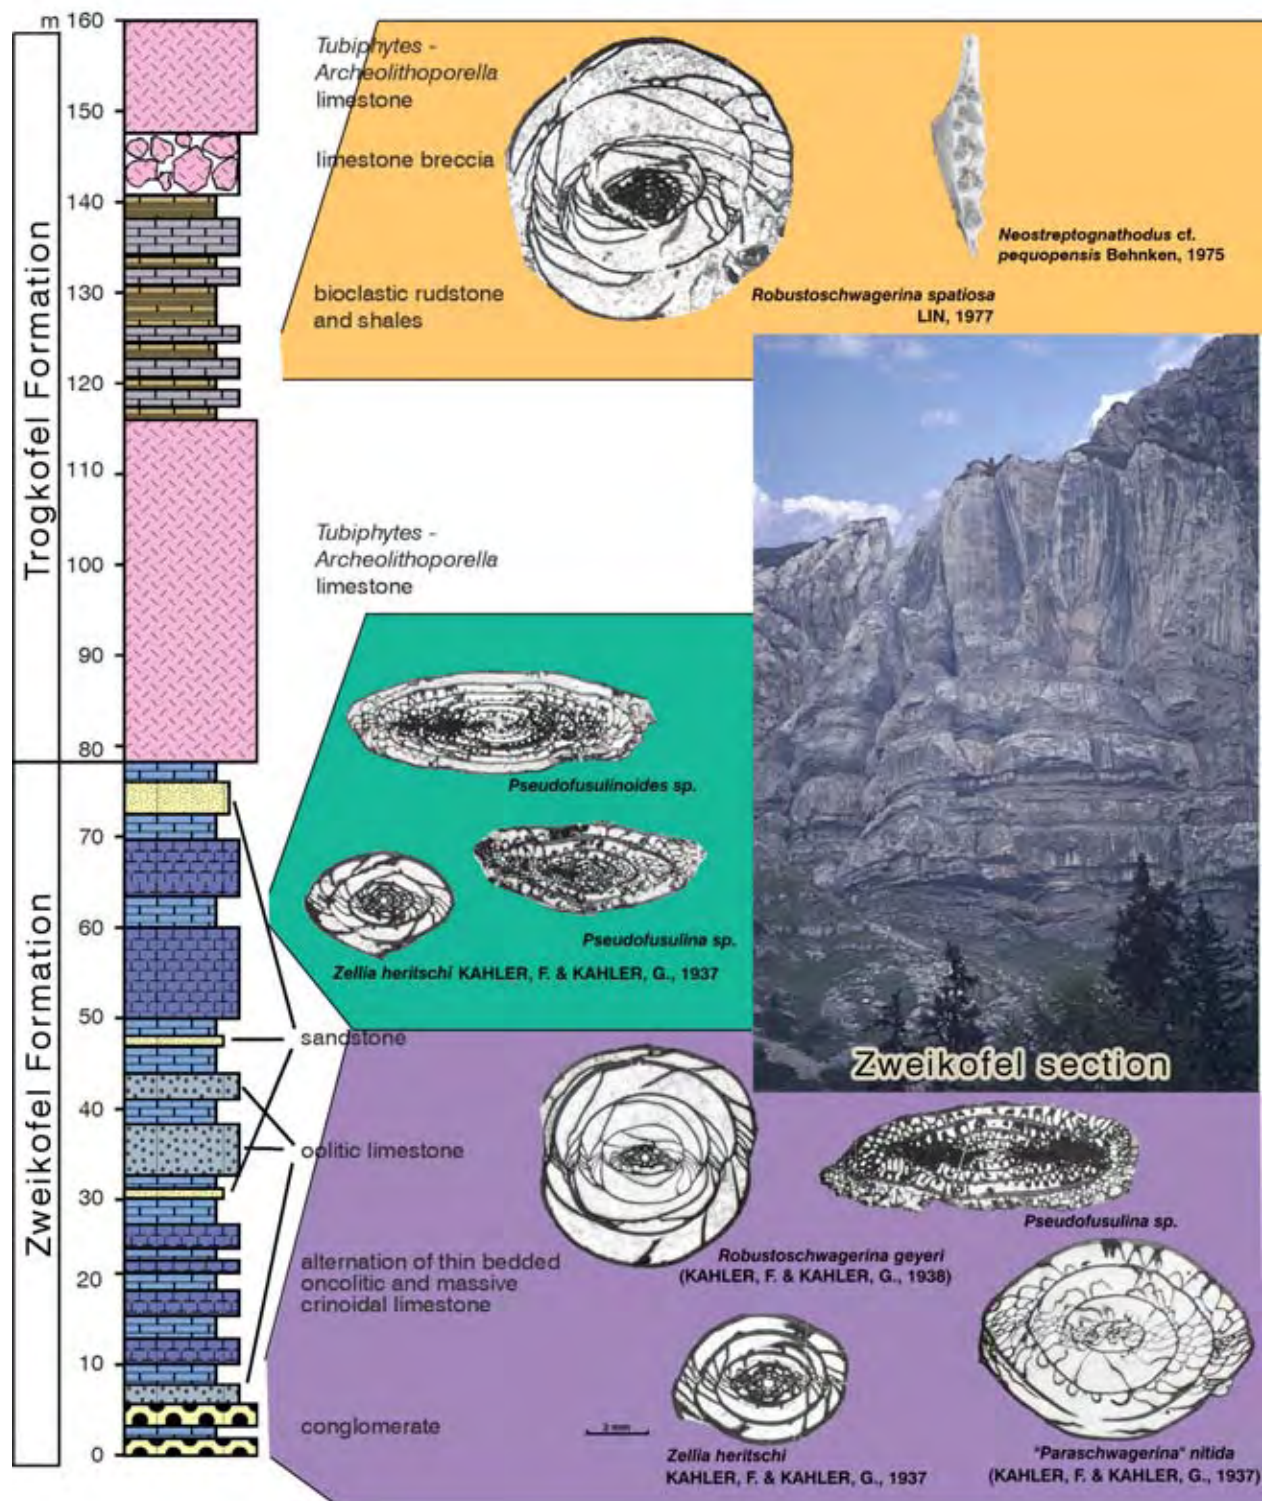 m 160
150
140
130
120
110
100
90
80
70
60
50
40
30
20
10
0
Trogkofel Formation
Zweikofel Formation
Tubiphytes -
Archeolithoporella
limestone
limestone breccia
bioclastic rudstone
and shales
Robustoschwagerina spatiosa
LIN, 1977
Neostreptognathodus cf.
pequopensis Behnken, 1975
Tubiphytes -
Archeolithoporella
limestone
Pseudofusulinoides sp.
Pseudofusulina sp.
Zellia heritschi KAHLER, F. & KAHLER, G., 1937
Zweikofel section
sandstone
oolitic limestone
alternation of thin bedded
oncolitic and massive
crinoidal limestone
conglomerate
Robustoschwagerina geyeri
(KAHLER, F. & KAHLER, G., 1938)
Pseudofusulina sp.
2 mm
Zellia heritschi
KAHLER, F. & KAHLER, G., 1937
"Paraschwagerina" nitida
(KAHLER, F. & KAHLER, G., 1937)